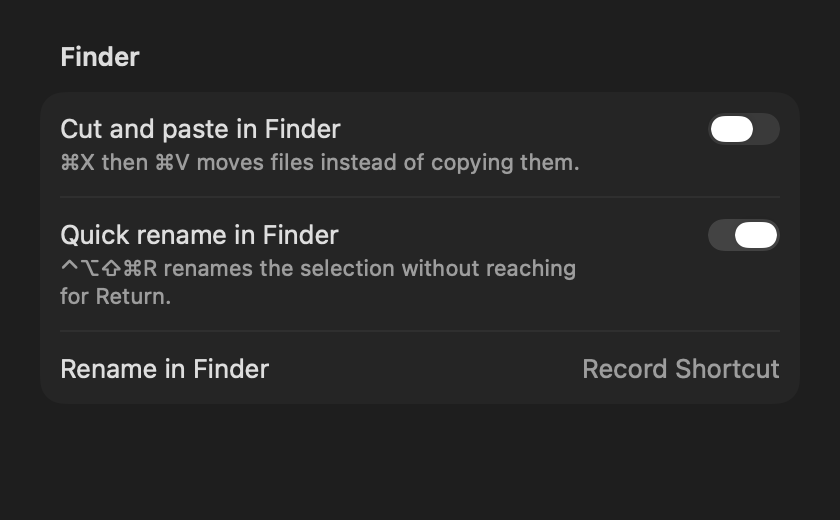 Finder
Cut and paste in Finder
⌘X then ⌘V moves files instead of copying them.
Quick rename in Finder
⌃⌥⇧⌘R renames the selection without reaching
for Return.
Rename in Finder
Record Shortcut